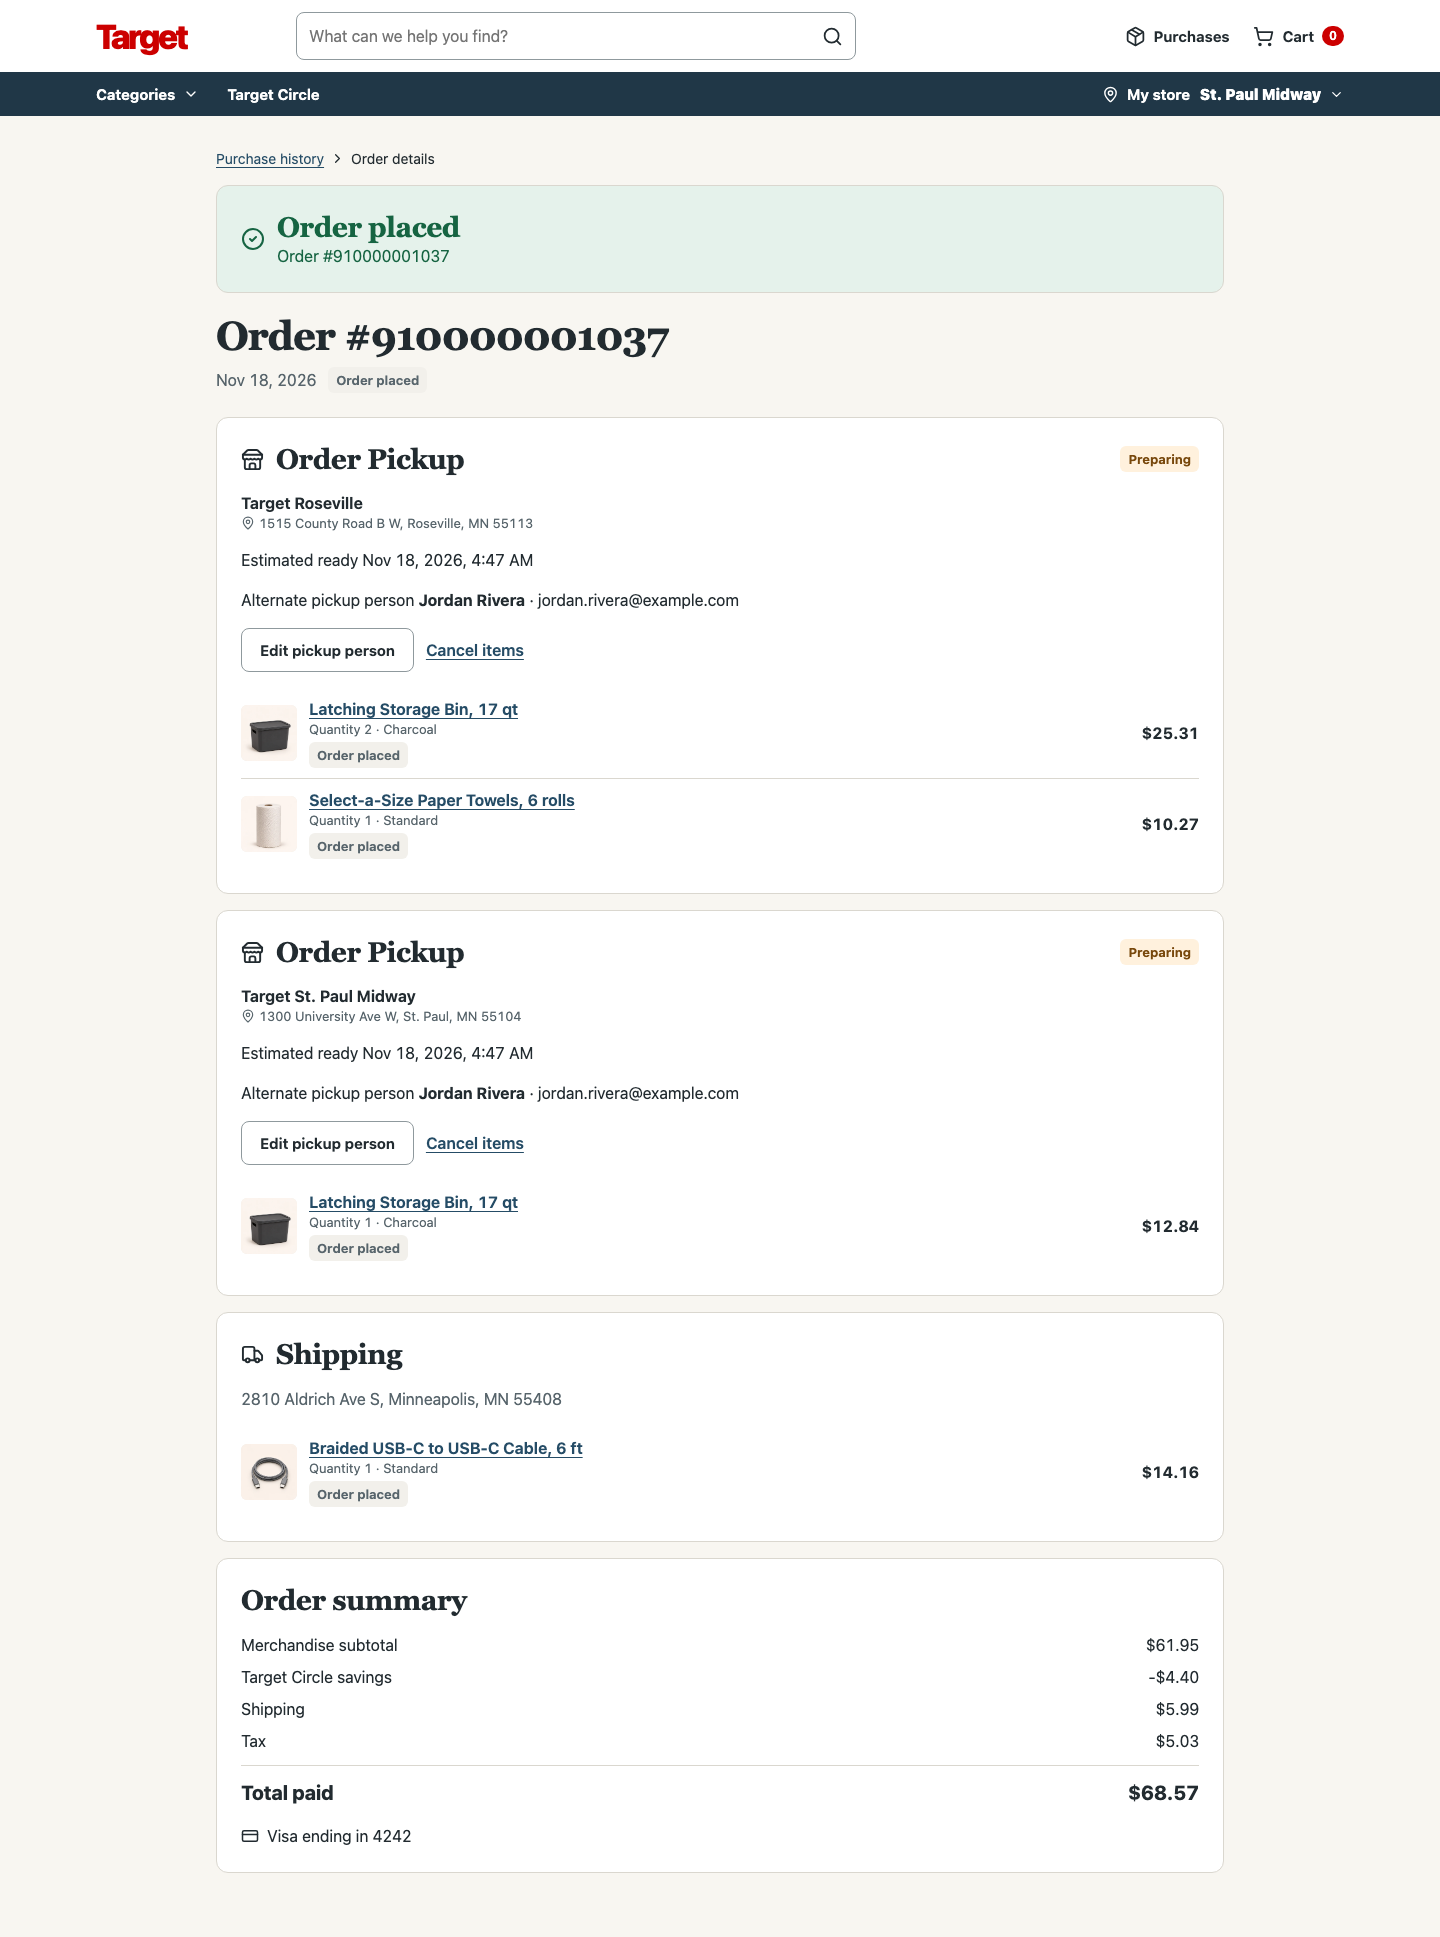 Target
What can we help you find?
Purchases
Cart 0
Categories
Target Circle
My store St. Paul Midway
Purchase history > Order details
Order placed
Order #910000001037
Order #910000001037
Nov 18, 2026 Order placed
Order Pickup
Preparing
Target Roseville
1515 County Road B W, Roseville, MN 55113
Estimated ready Nov 18, 2026, 4:47 AM
Alternate pickup person Jordan Rivera · jordan.rivera@example.com
Edit pickup person Cancel items
Latching Storage Bin, 17 qt
Quantity 2 · Charcoal
Order placed
$25.31
Select-a-Size Paper Towels, 6 rolls
Quantity 1 · Standard
Order placed
$10.27
Order Pickup
Preparing
Target St. Paul Midway
1300 University Ave W, St. Paul, MN 55104
Estimated ready Nov 18, 2026, 4:47 AM
Alternate pickup person Jordan Rivera · jordan.rivera@example.com
Edit pickup person Cancel items
Latching Storage Bin, 17 qt
Quantity 1 · Charcoal
Order placed
$12.84
Shipping
2810 Aldrich Ave S, Minneapolis, MN 55408
Braided USB-C to USB-C Cable, 6 ft
Quantity 1 · Standard
Order placed
$14.16
Order summary
Merchandise subtotal $61.95
Target Circle savings -$4.40
Shipping $5.99
Tax $5.03
Total paid $68.57
Visa ending in 4242